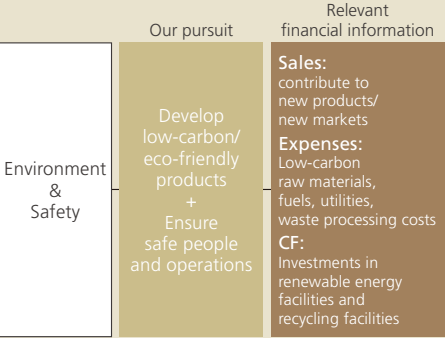 Our pursuit
Relevant
financial information
Environment
&
Safety
Develop
low-carbon/
eco-friendly
products
+
Ensure
safe people
and operations
Sales:
contribute to
new products/
new markets
Expenses:
Low-carbon
raw materials,
fuels, utilities,
waste processing costs
CF:
Investments in
renewable energy
facilities and
recycling facilities